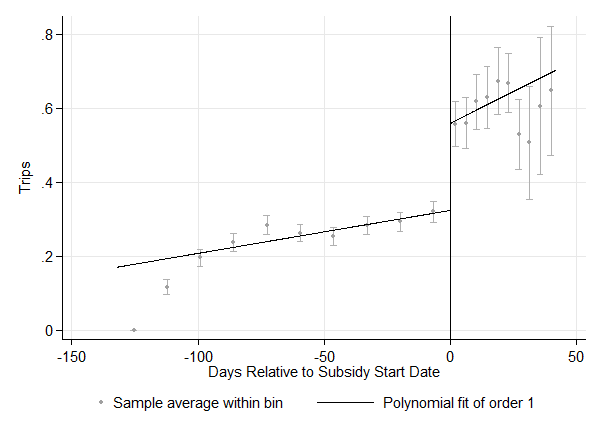 .8
.6
.4
.2
0
Trips
-150 -100 -50 0 50
Days Relative to Subsidy Start Date
Sample average within bin Polynomial fit of order 1